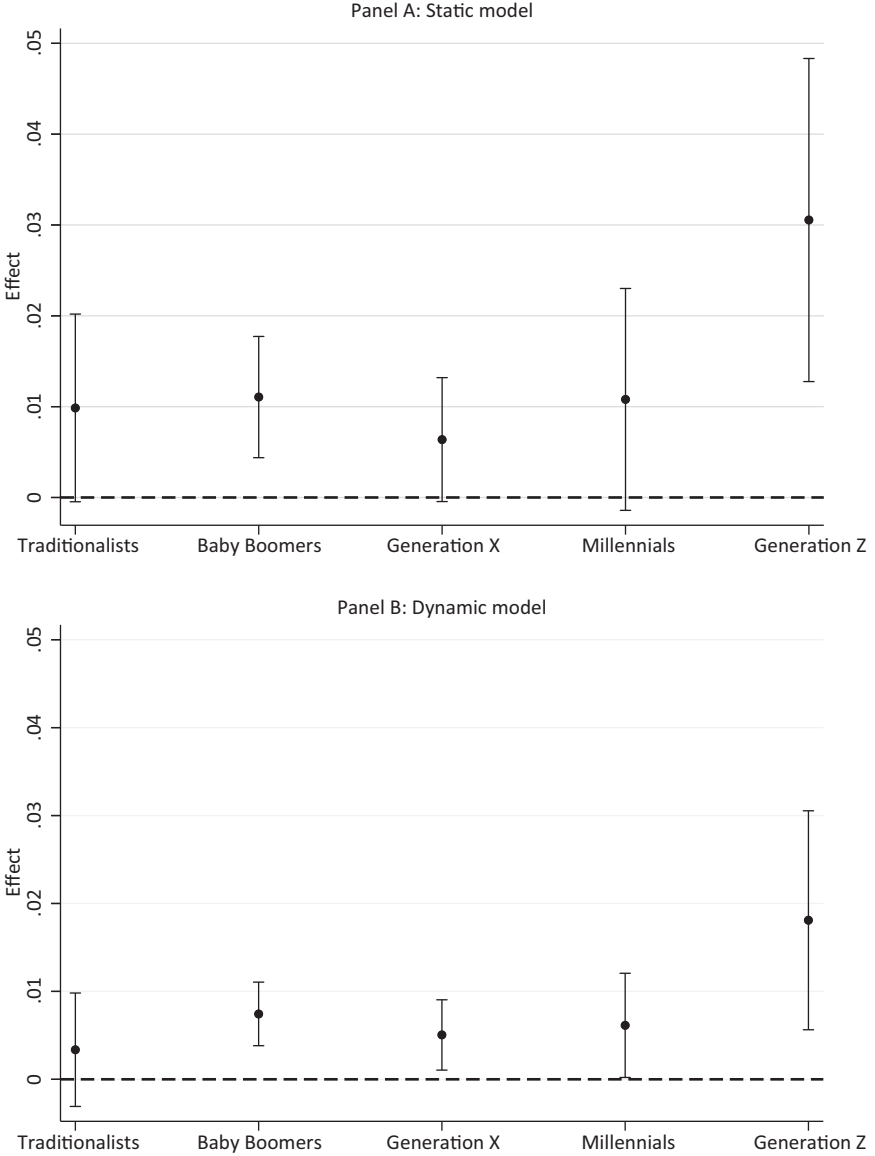 Panel A: Static model
.05
.04
.03
.02
.01
0
Effect
Traditionalists Baby Boomers Generation X Millennials Generation Z
Panel B: Dynamic model
.05
.04
.03
.02
.01
0
Effect
Traditionalists Baby Boomers Generation X Millennials Generation Z